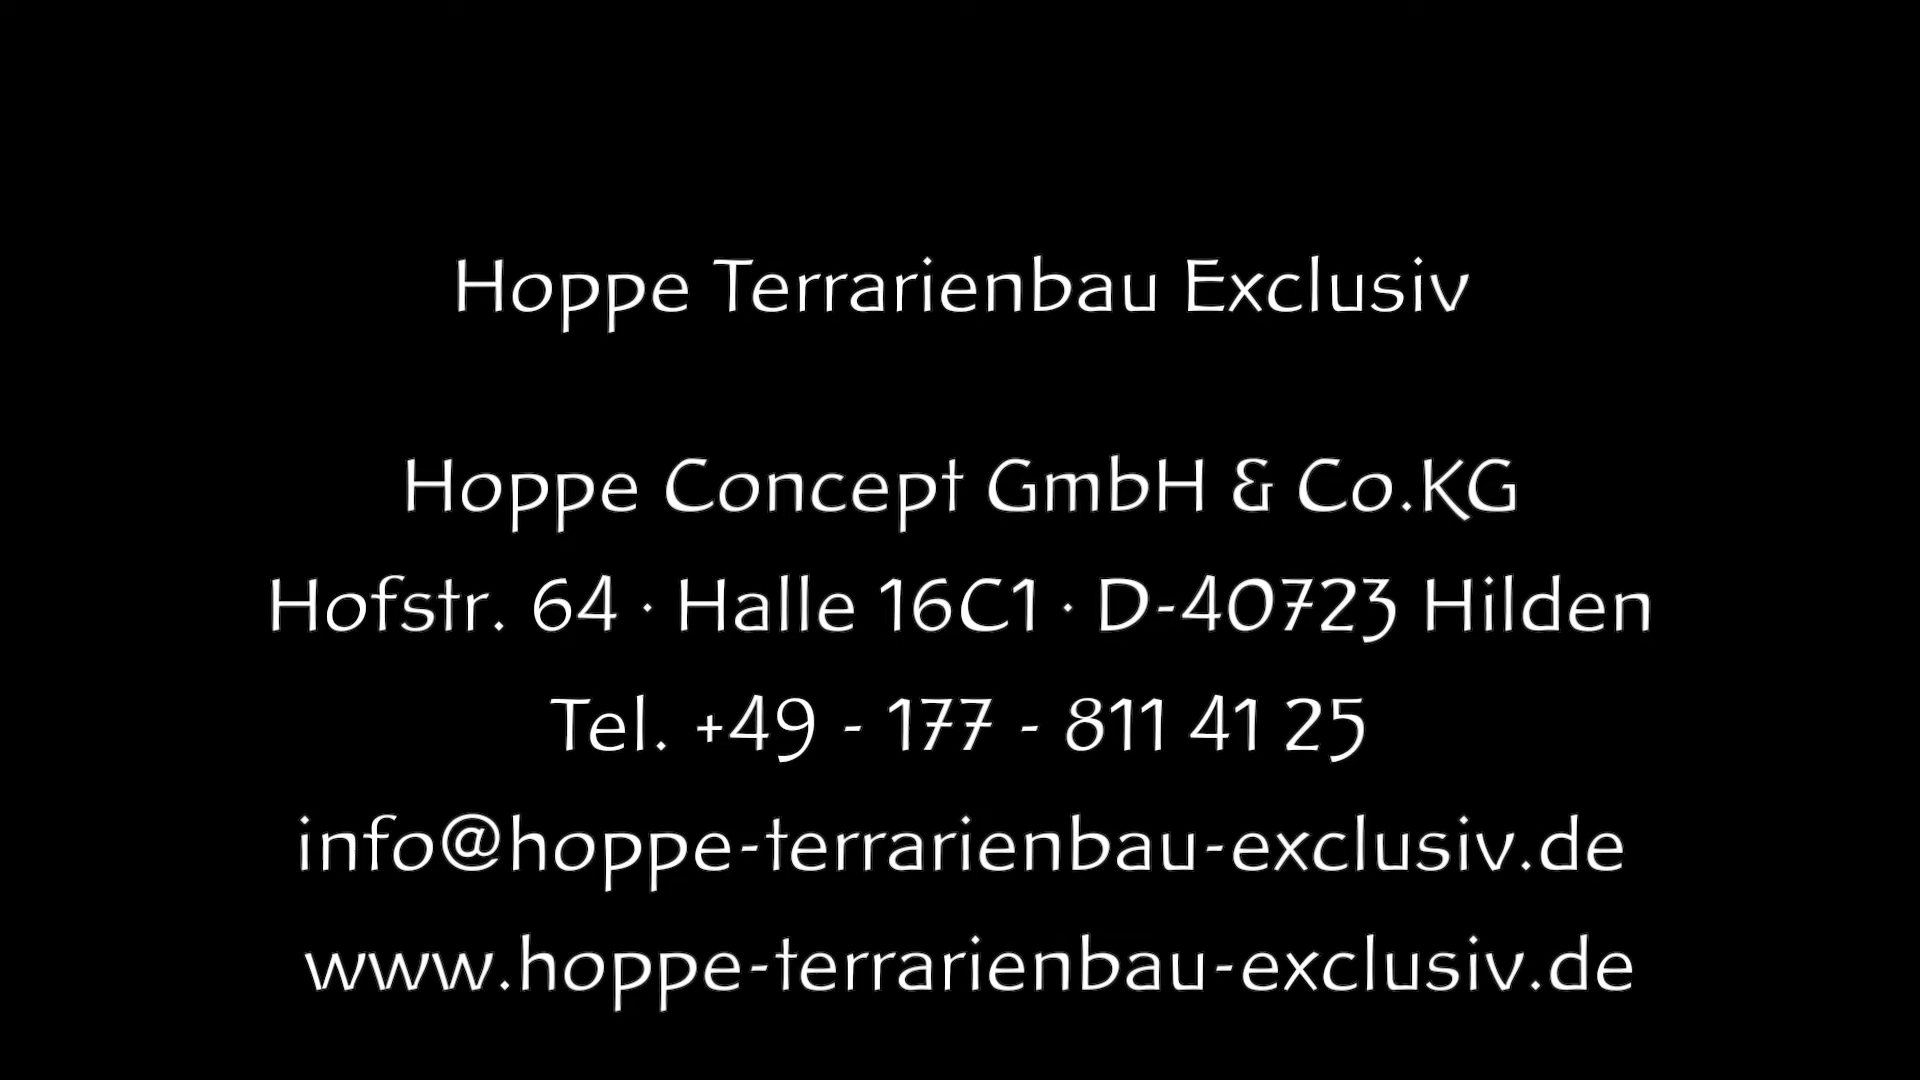 Hoppe Terrarienbau Exclusiv
Hoppe Concept GmbH & Co.KG
Hofstr. 64 · Halle 16C1 · D-40723 Hilden
Tel. +49 - 177 - 811 41 25
info@hoppe-terrarienbau-exclusiv.de
www.hoppe-terrarienbau-exclusiv.de